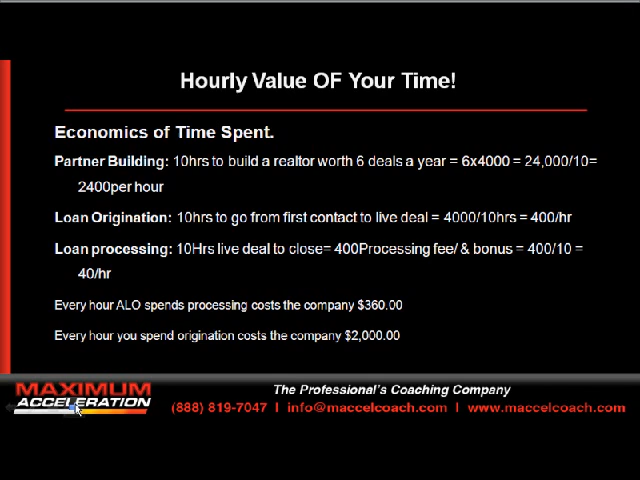 Hourly Value OF Your Time!
Economics of Time Spent.
Partner Building: 10hrs to build a realtor worth 6 deals a year = 6x4000 = 24,000/10=
2400per hour
Loan Origination: 10hrs to go from first contact to live deal = 4000/10hrs = 400/hr
Loan processing: 10Hrs live deal to close= 400Processing fee/ & bonus = 400/10 =
40/hr
Every hour ALO spends processing costs the company $360.00
Every hour you spend origination costs the company $2,000.00
MAXIMUM
ACCELERATION
The Professional's Coaching Company
(888) 819-7047 | info@maccelcoach.com | www.maccelcoach.com